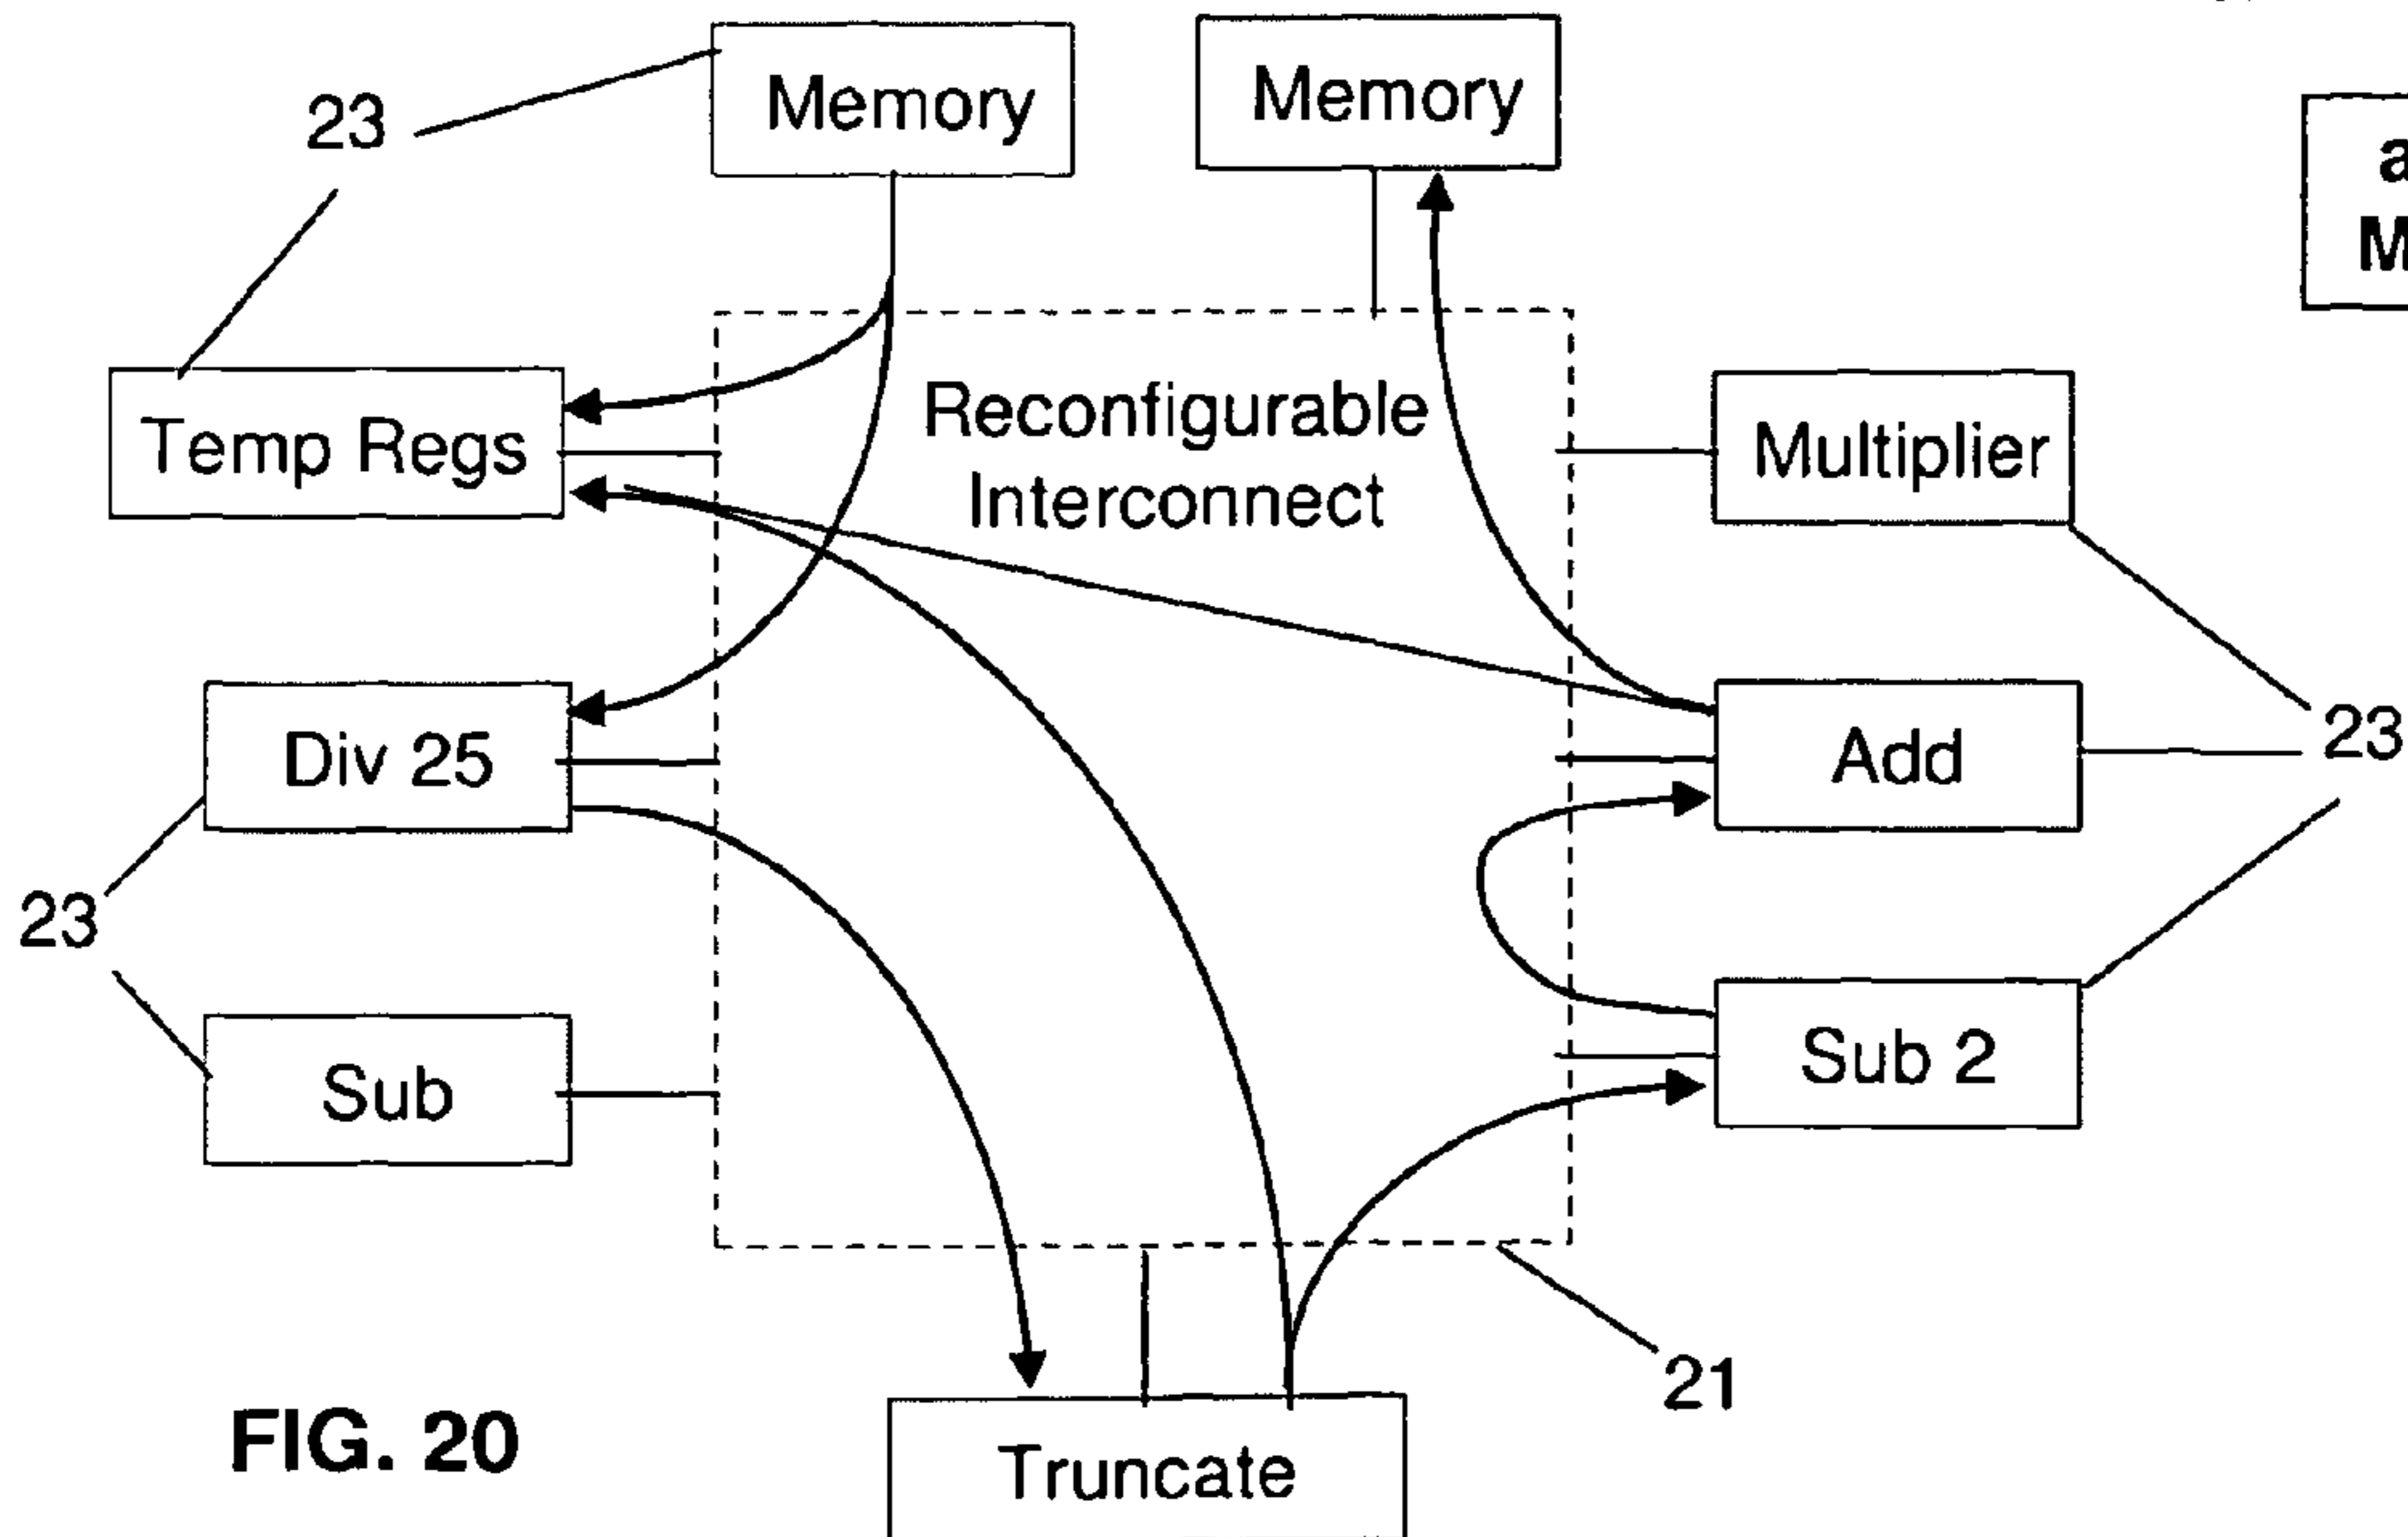 Memory
Memory
23
a
M
Reconfigurable
Interconnect
Temp Regs
Multiplier
23
Div 25
Add
23
Sub
Sub 2
21
FIG. 20
Truncate